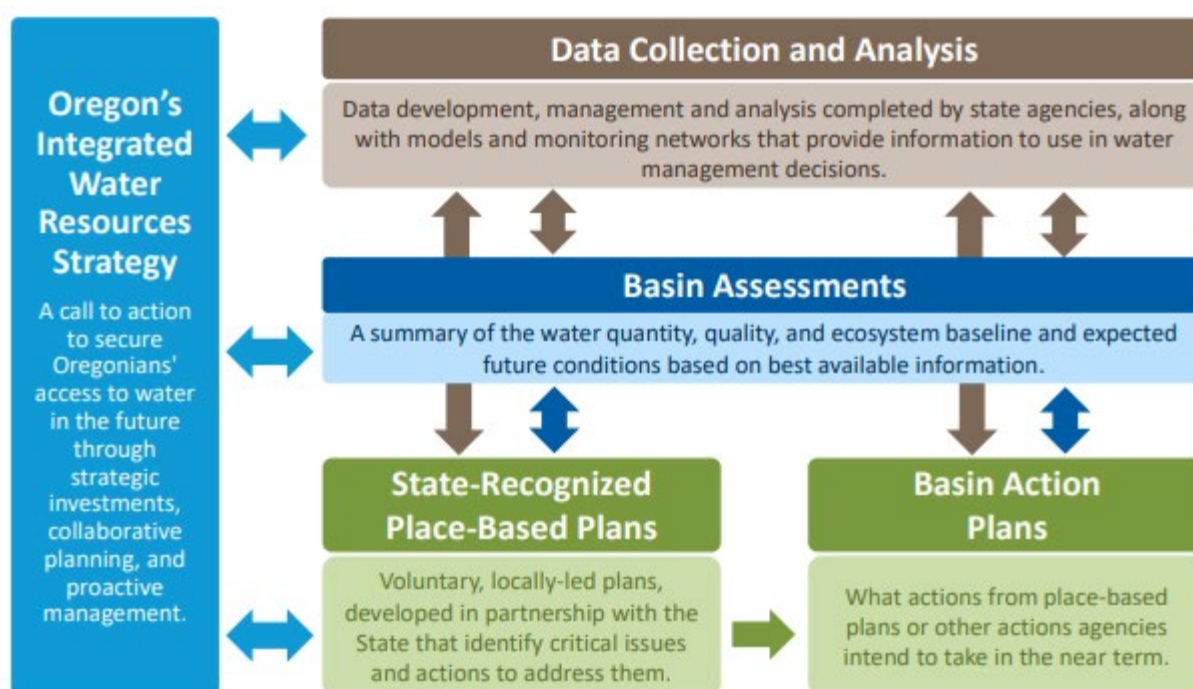 Oregon's
Integrated
Water
Resources
Strategy
A call to action
to secure
Oregonians'
access to water
in the future
through
strategic
investments,
collaborative
planning, and
proactive
management.
Data Collection and Analysis
Data development, management and analysis completed by state agencies, along
with models and monitoring networks that provide information to use in water
management decisions.
Basin Assessments
A summary of the water quantity, quality, and ecosystem baseline and expected
future conditions based on best available information.
State-Recognized
Place-Based Plans
Voluntary, locally-led plans,
developed in partnership with the
State that identify critical issues
and actions to address them.
Basin Action
Plans
What actions from place-based
plans or other actions agencies
intend to take in the near term.